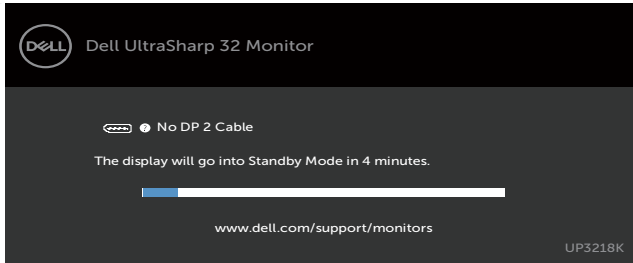 DELL Dell UltraSharp 32 Monitor
? No DP 2 Cable
The display will go into Standby Mode in 4 minutes.
www.dell.com/support/monitors
UP3218K